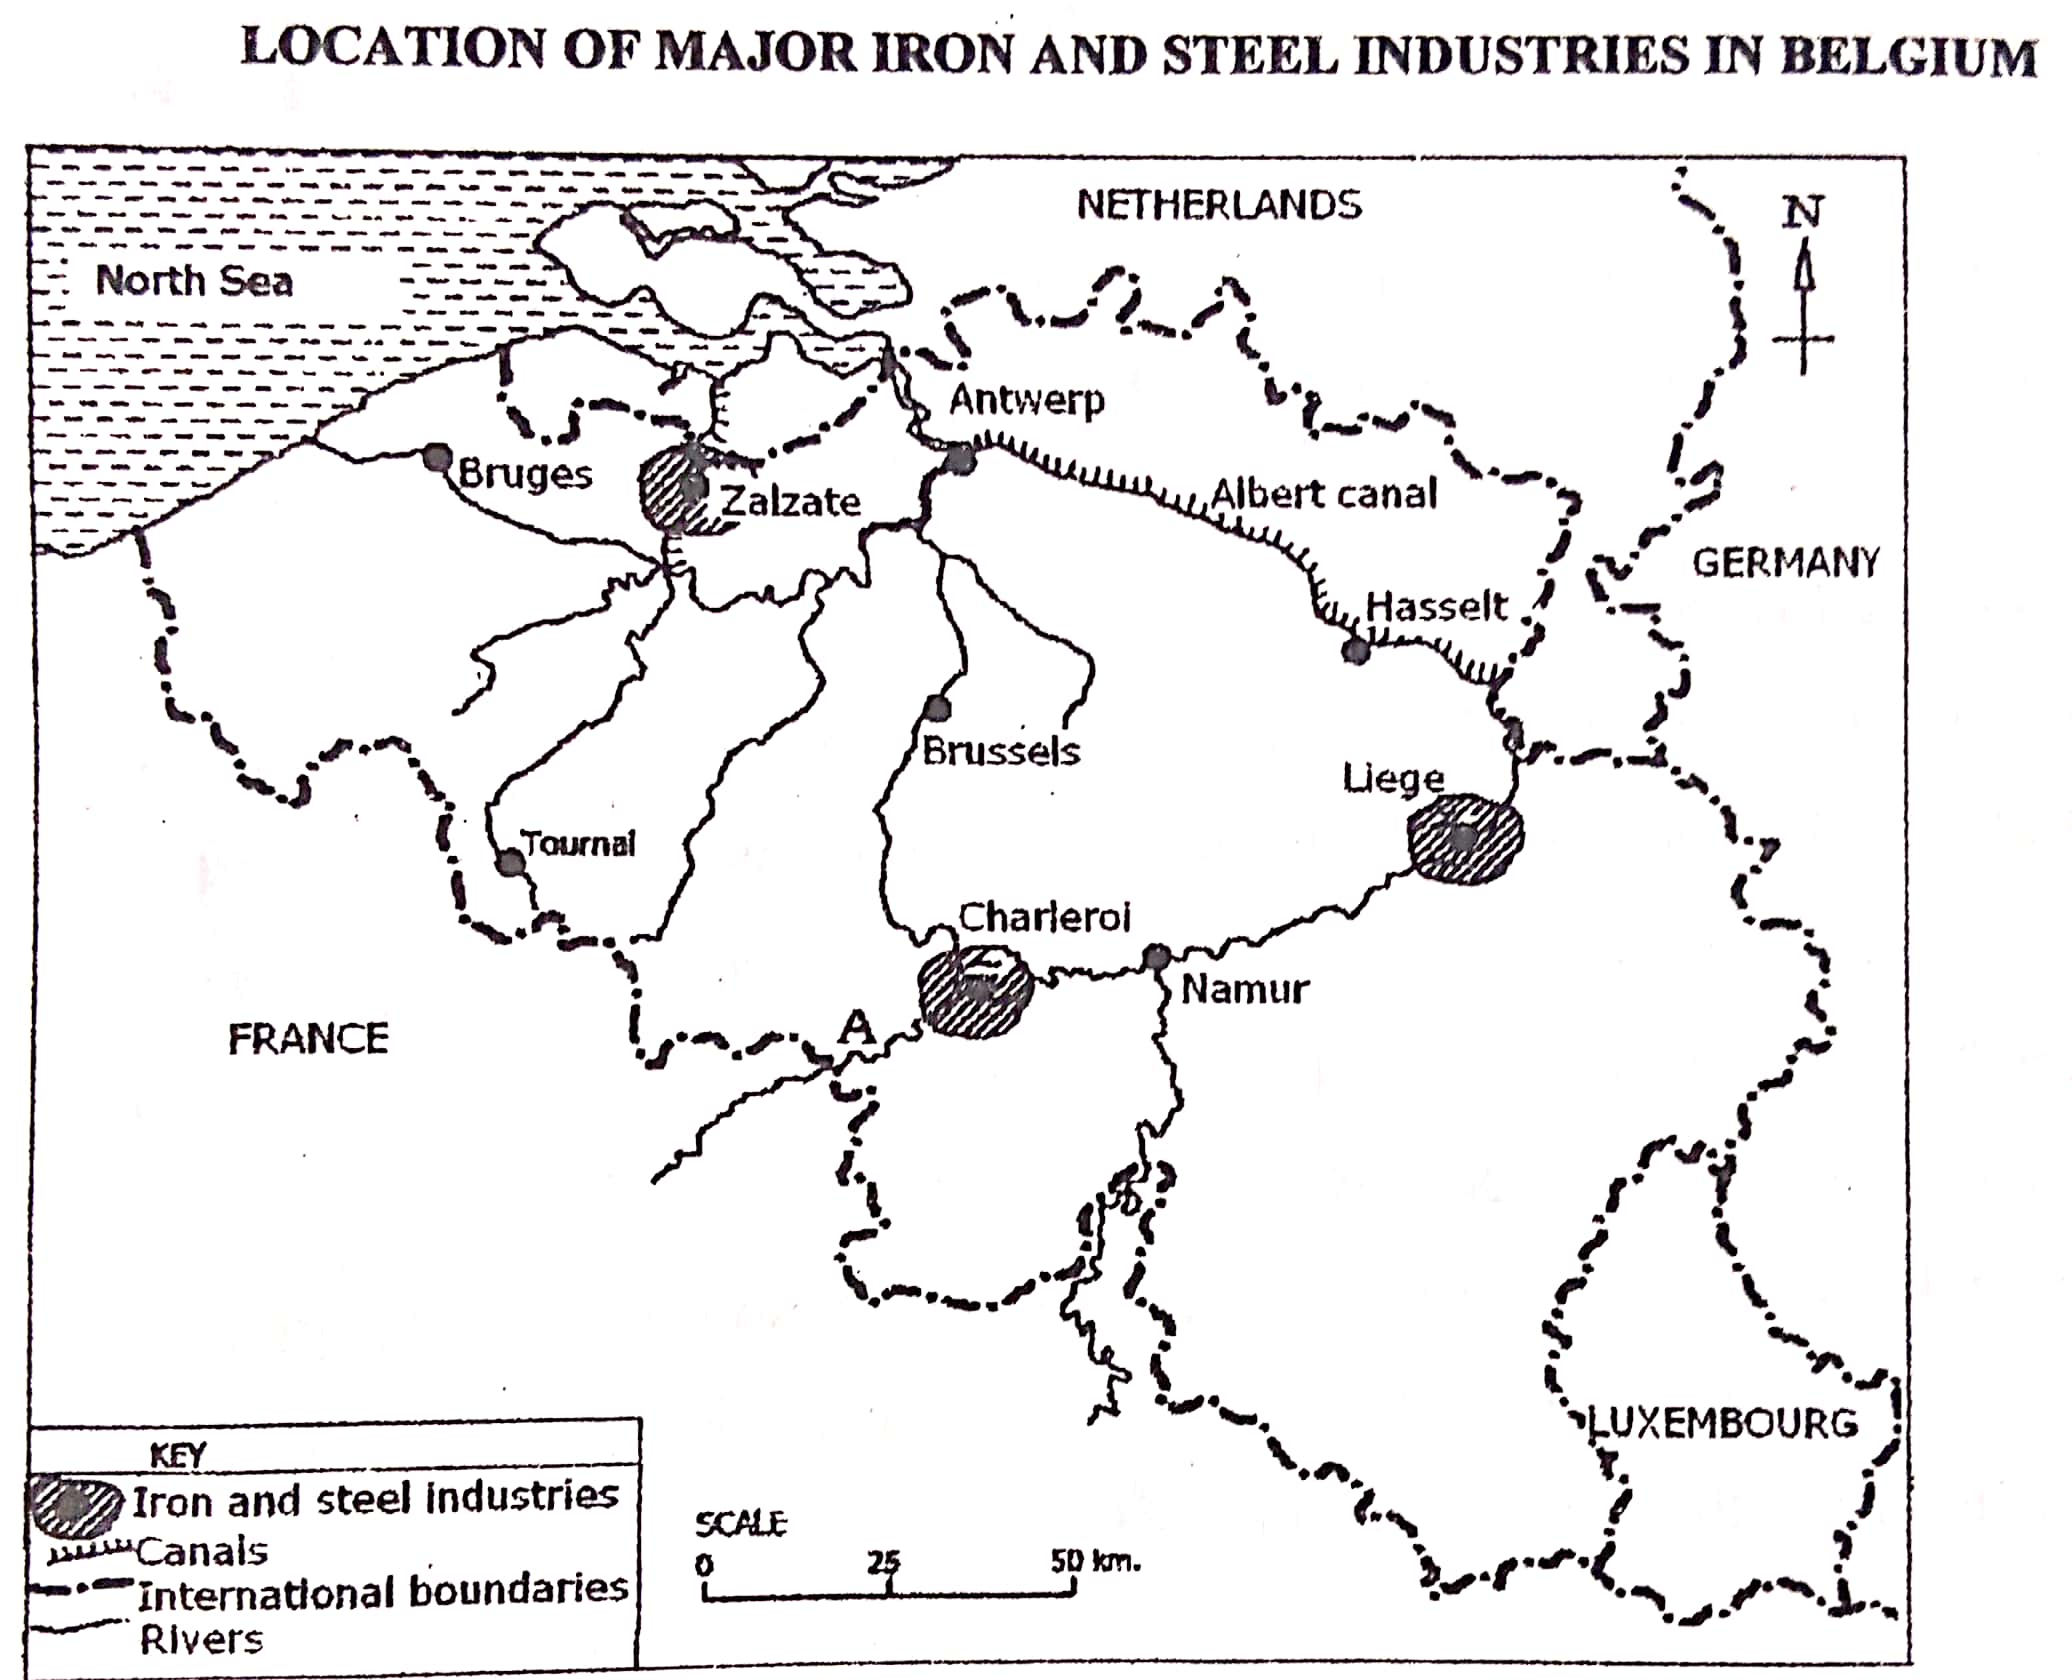 LOCATION OF MAJOR IRON AND STEEL INDUSTRIES IN BELGIUM
NETHERLANDS
N
North Sea
Antwerp
Bruges
Zalzate
Albert canal
GERMANY
Hasselt
Brussels
Liege
Tournal
Charleroi
Namur
FRANCE
A
LUXEMBOURG
KEY
Iron and steel industries
Canals
International boundaries
Rivers
SCALE
0 25 50 km.